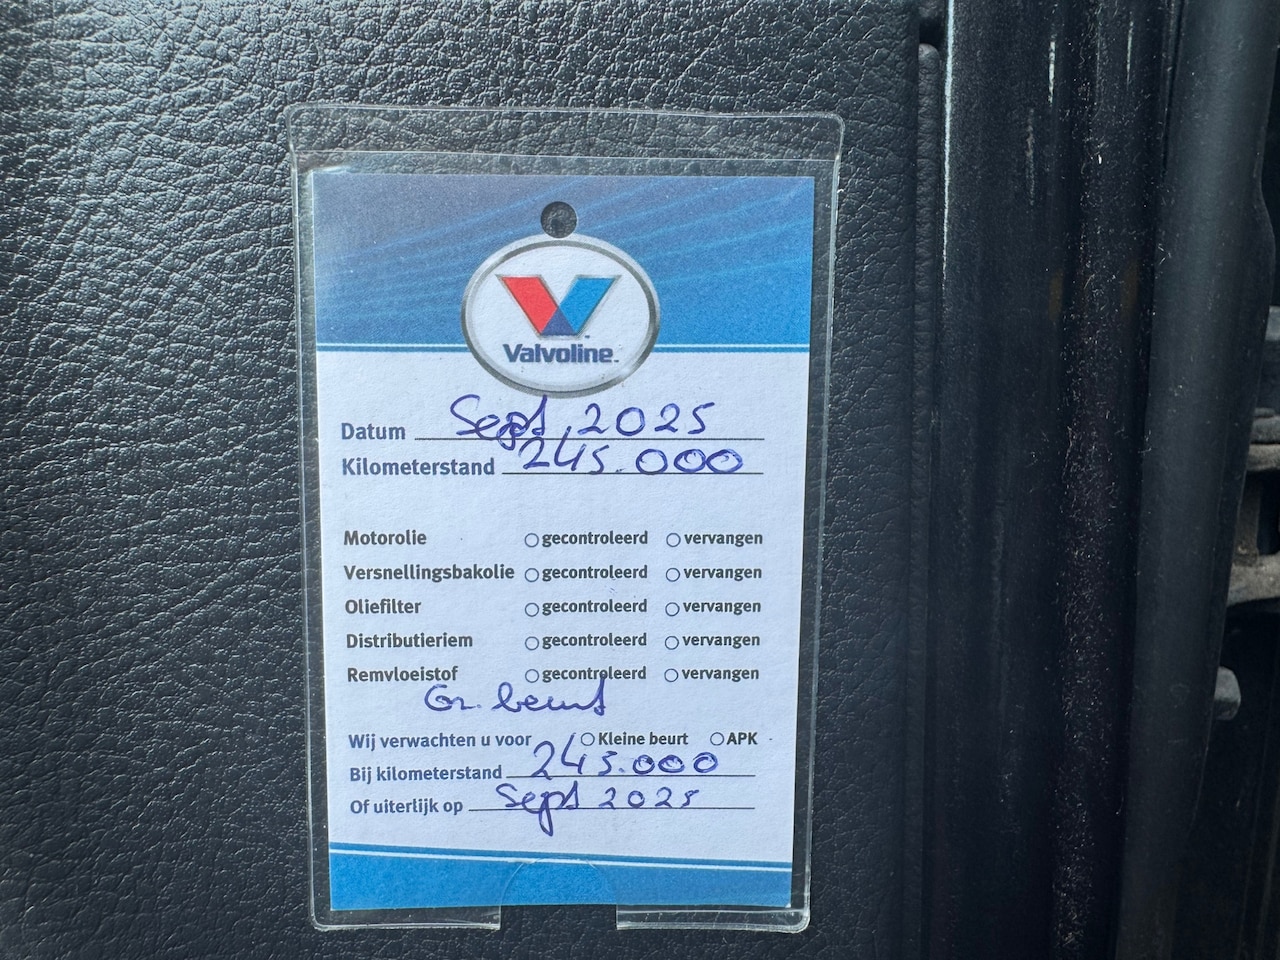 Valvoline
Datum Sept, 2025
Kilometerstand 245.000
Motorolie gecontroleerd vervangen
Versnellingsbakolie gecontroleerd vervangen
Oliefilter gecontroleerd vervangen
Distributieriem gecontroleerd vervangen
Remvloeistof gecontroleerd vervangen
Gr. beurt
Wij verwachten u voor Kleine beurt APK
Bij kilometerstand 245.000
Of uiterlijk op Sept 2025